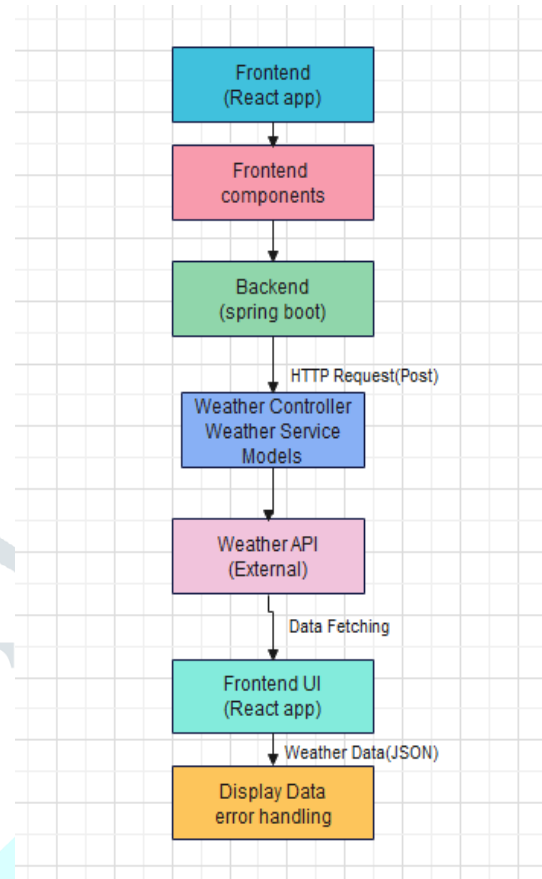 Frontend
(React app)
Frontend
components
Backend
(spring boot)
HTTP Request(Post)
Weather Controller
Weather Service
Models
Weather API
(External)
Data Fetching
Frontend UI
(React app)
Weather Data(JSON)
Display Data
error handling